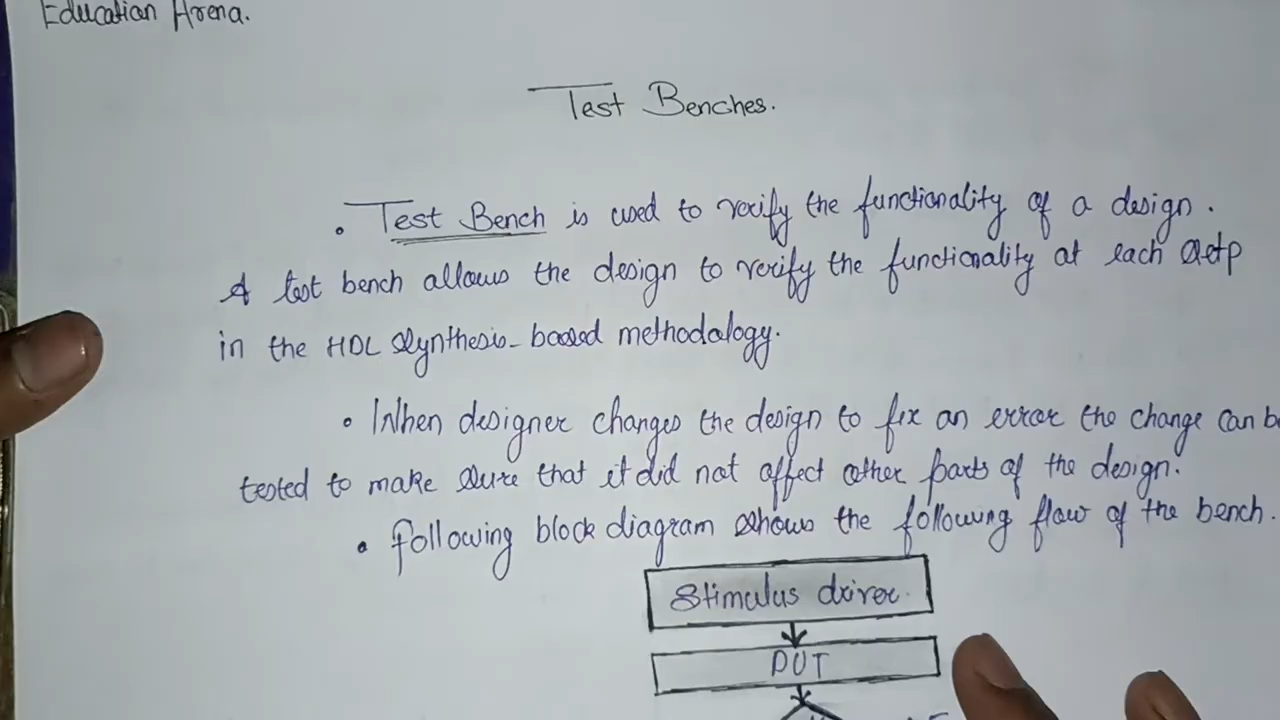 Education Arena.
Test Benches.
• Test Bench is used to verify the functionality of a design.
A test bench allows the design to verify the functionality at each setp
in the HDL synthesis-based methodalogy.
• When designer changes the design to fix an error the change can be
tested to make sure that it did not affect other parts of the design.
• Following block diagram shows the following flow of the bench.
Stimulus driver.
DUT